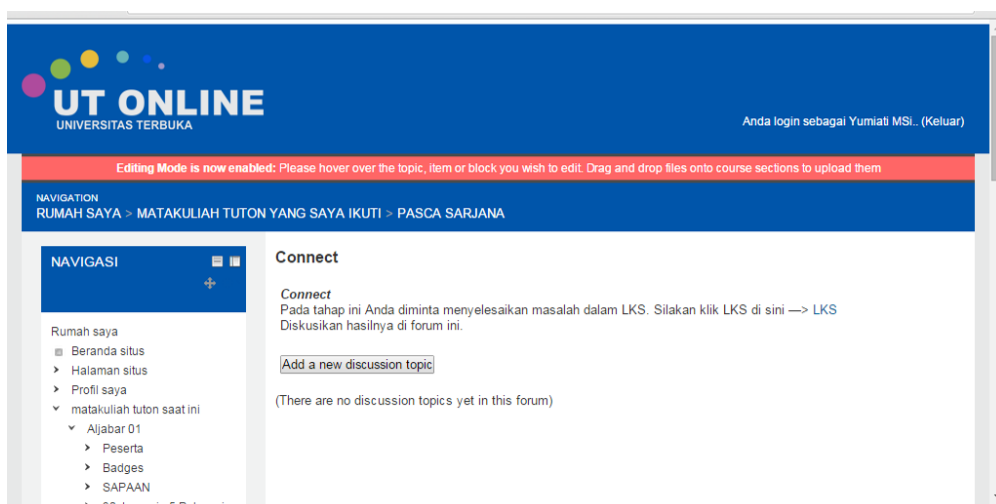 UT ONLINE
UNIVERSITAS TERBUKA
Anda login sebagai Yumiati MSi.. (Keluar)
Editing Mode is now enabled: Please hover over the topic, item or block you wish to edit. Drag and drop files onto course sections to upload them
NAVIGATION
RUMAH SAYA > MATAKULIAH TUTON YANG SAYA IKUTI > PASCA SARJANA
NAVIGASI
Rumah saya
Beranda situs
Halaman situs
Profil saya
matakuliah tuton saat ini
Aljabar 01
Peserta
Badges
SAPAAN
Connect
Connect
Pada tahap ini Anda diminta menyelesaikan masalah dalam LKS. Silakan klik LKS di sini —> LKS
Diskusikan hasilnya di forum ini.
Add a new discussion topic
(There are no discussion topics yet in this forum)